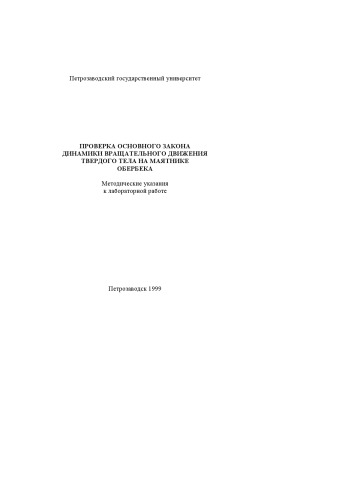 Петрозаводский государственный университет
ПРОВЕРКА ОСНОВНОГО ЗАКОНА
ДИНАМИКИ ВРАЩАТЕЛЬНОГО ДВИЖЕНИЯ
ТВЕРДОГО ТЕЛА НА МАЯТНИКЕ
ОБЕРБЕКА
Методические указания
к лабораторной работе
Петрозаводск 1999